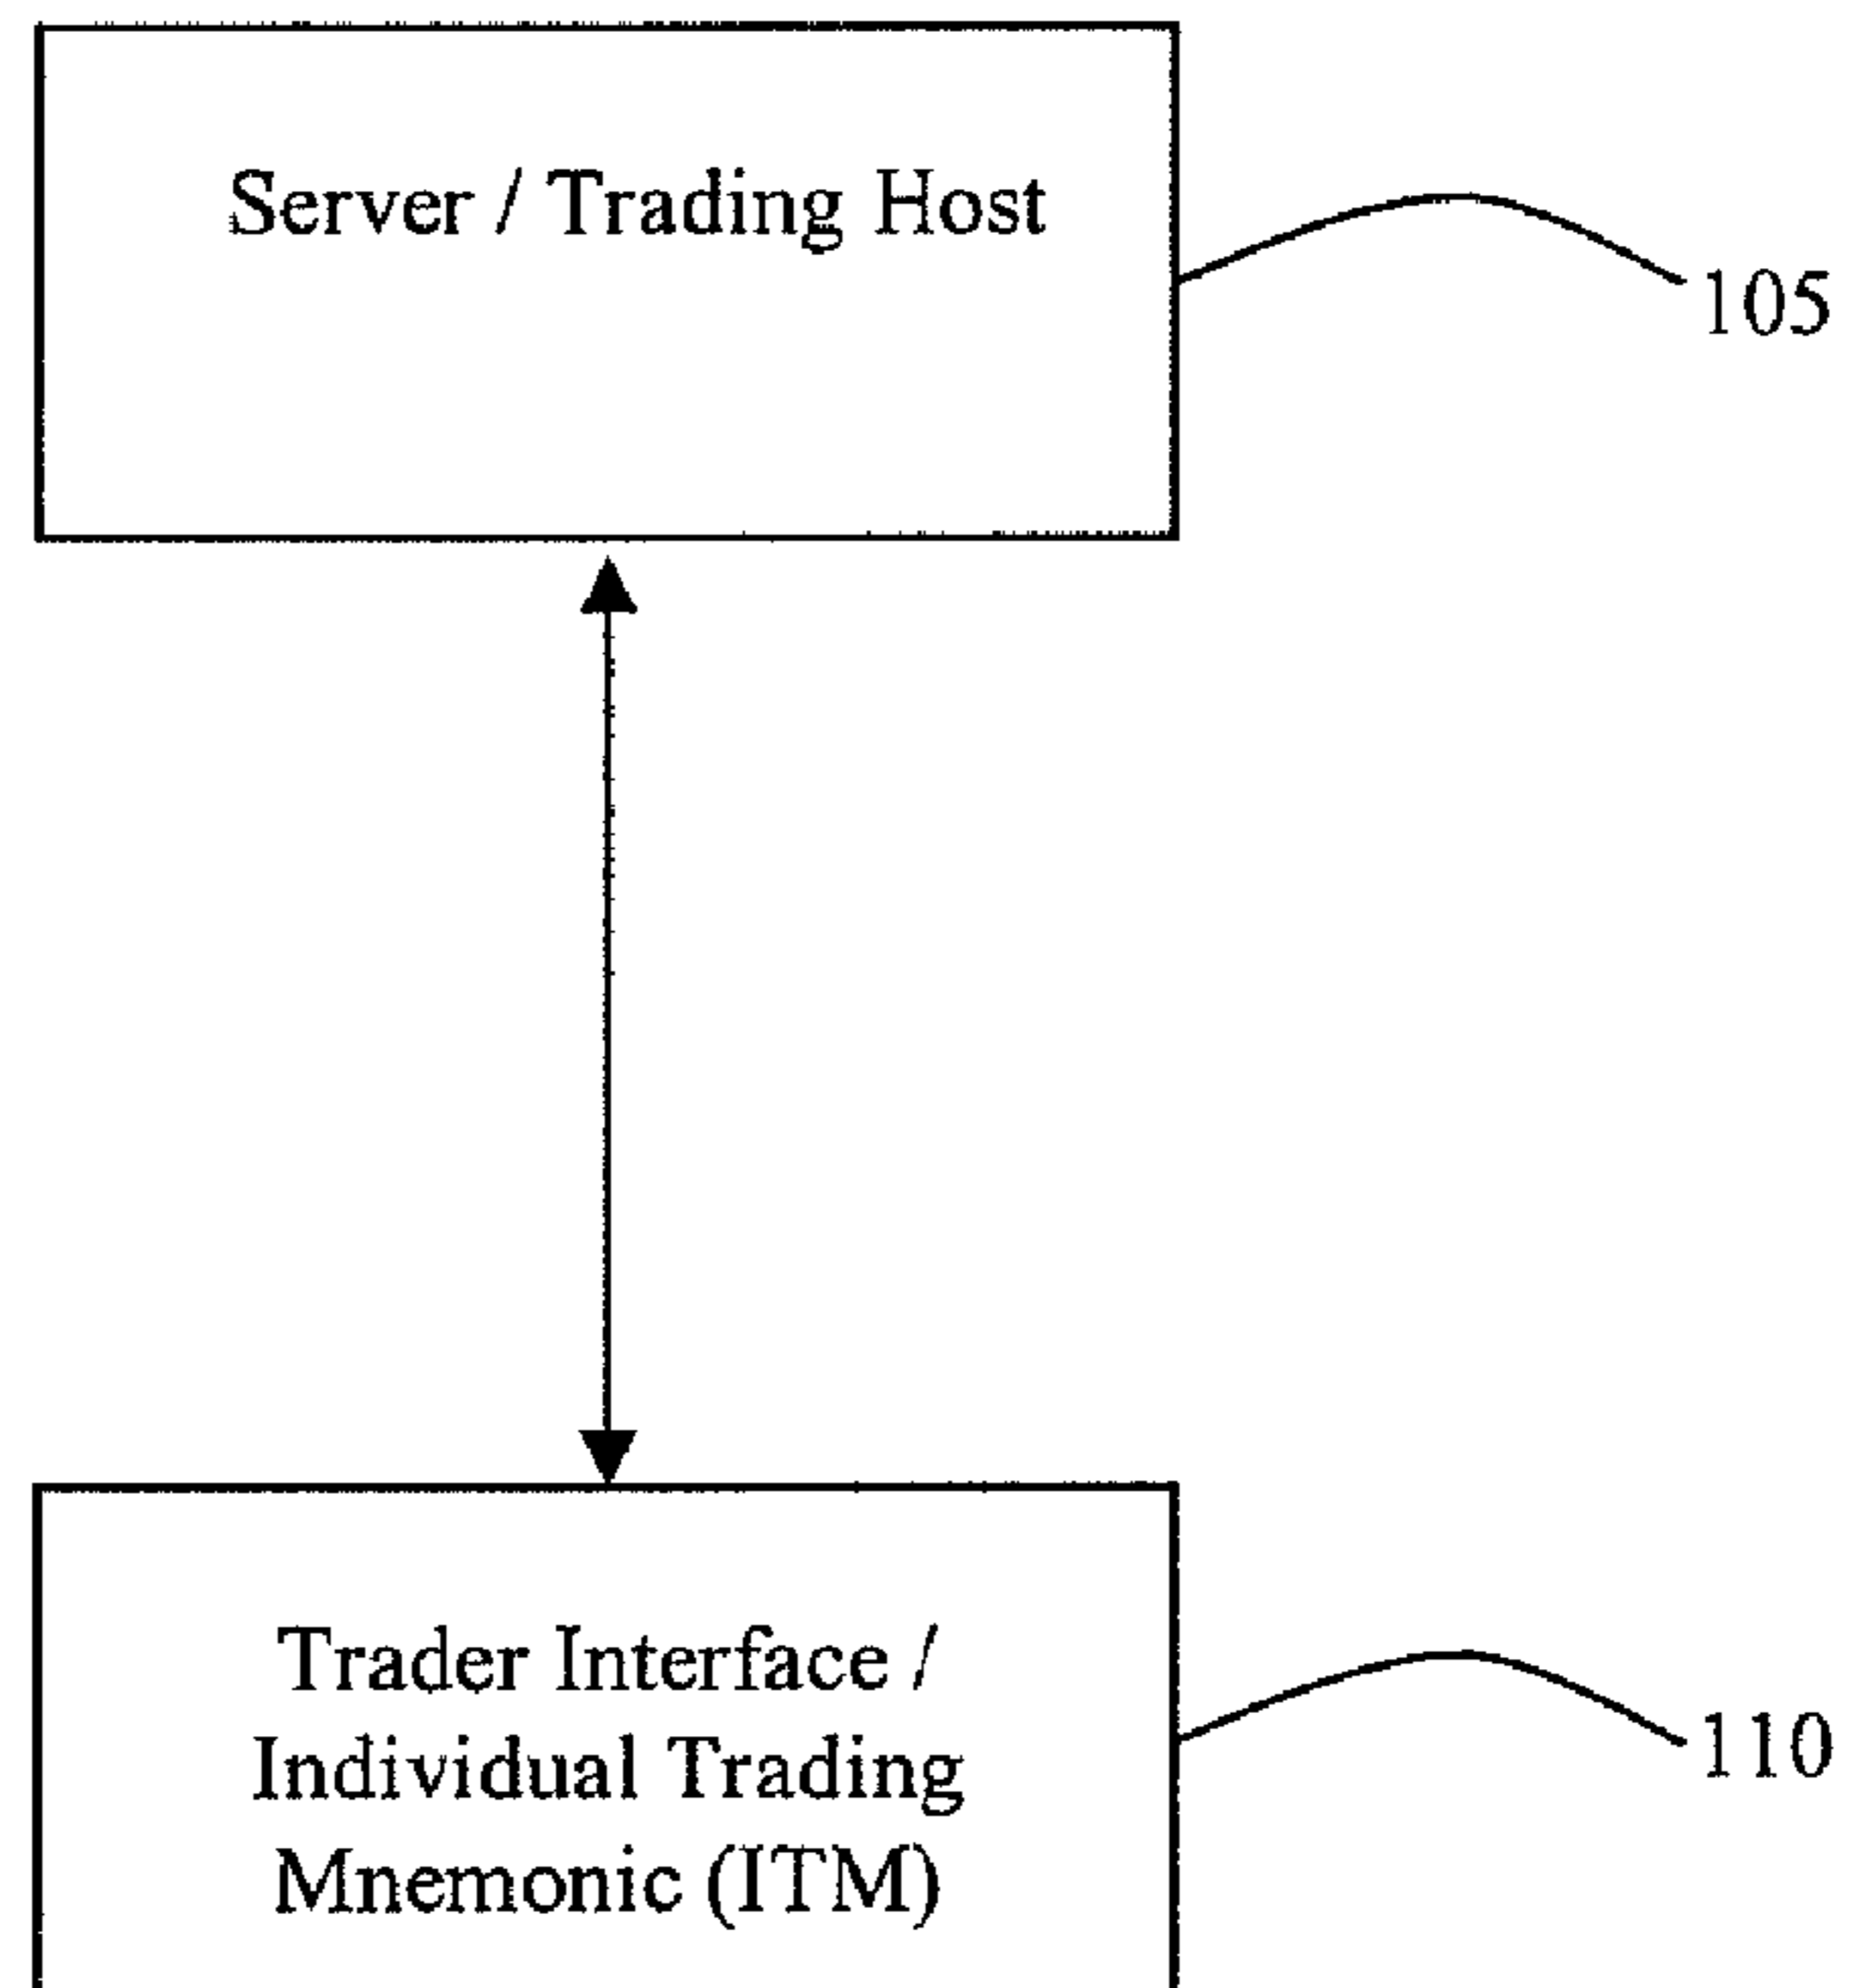 Server / Trading Host
105
Trader Interface /
Individual Trading
Mnemonic (ITM)
110